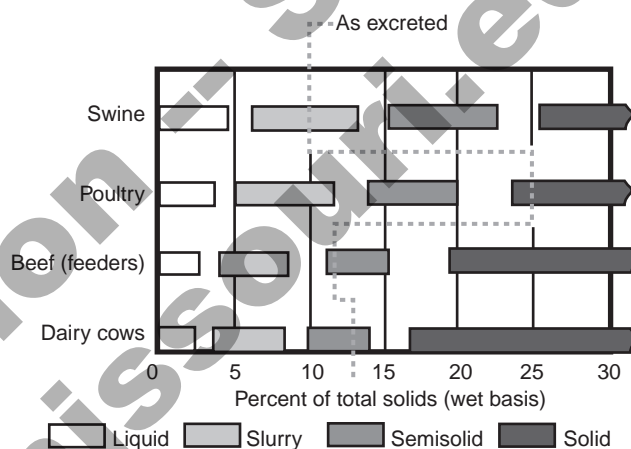 As excreted
Swine
Poultry
Beef (feeders)
Dairy cows
0 5 10 15 20 25 30
Percent of total solids (wet basis)
Liquid Slurry Semisolid Solid